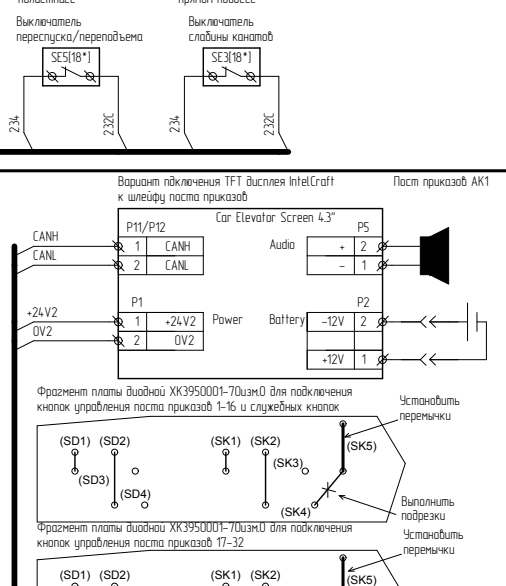 Выключатель
переспуска/переподъема
Выключатель
слабины канатов
SE5[18*]
SE3[18*]
234
232C
234
232C
Вариант пдключения TFT дисплея IntelCraft
к шлейфу поста приказов
Пост приказов АК1
Car Elevator Screen 4.3"
P11/P12
P5
CANH
1 CANH
Audio
+ 2
CANL
2 CANL
- 1
P1
P2
+24V2
1 +24V2
Power
Battery
-12V 2
0V2
2 0V2
+12V 1
Фрагмент платы диодной ХК3950001-70изм.0 для подключения
кнопок управления поста приказов 1-16 и служебных кнопок
Установить
перемычки
(SD1) (SD2)
(SK1) (SK2)
(SK5)
(SD3)
(SK3)
(SD4)
(SK4)
Выполнить
подрезки
Фрагмент платы диодной ХК3950001-70изм.0 для подключения
кнопок управления поста приказов 17-32
Установить
перемычки
(SD1) (SD2)
(SK1) (SK2)
(SK5)